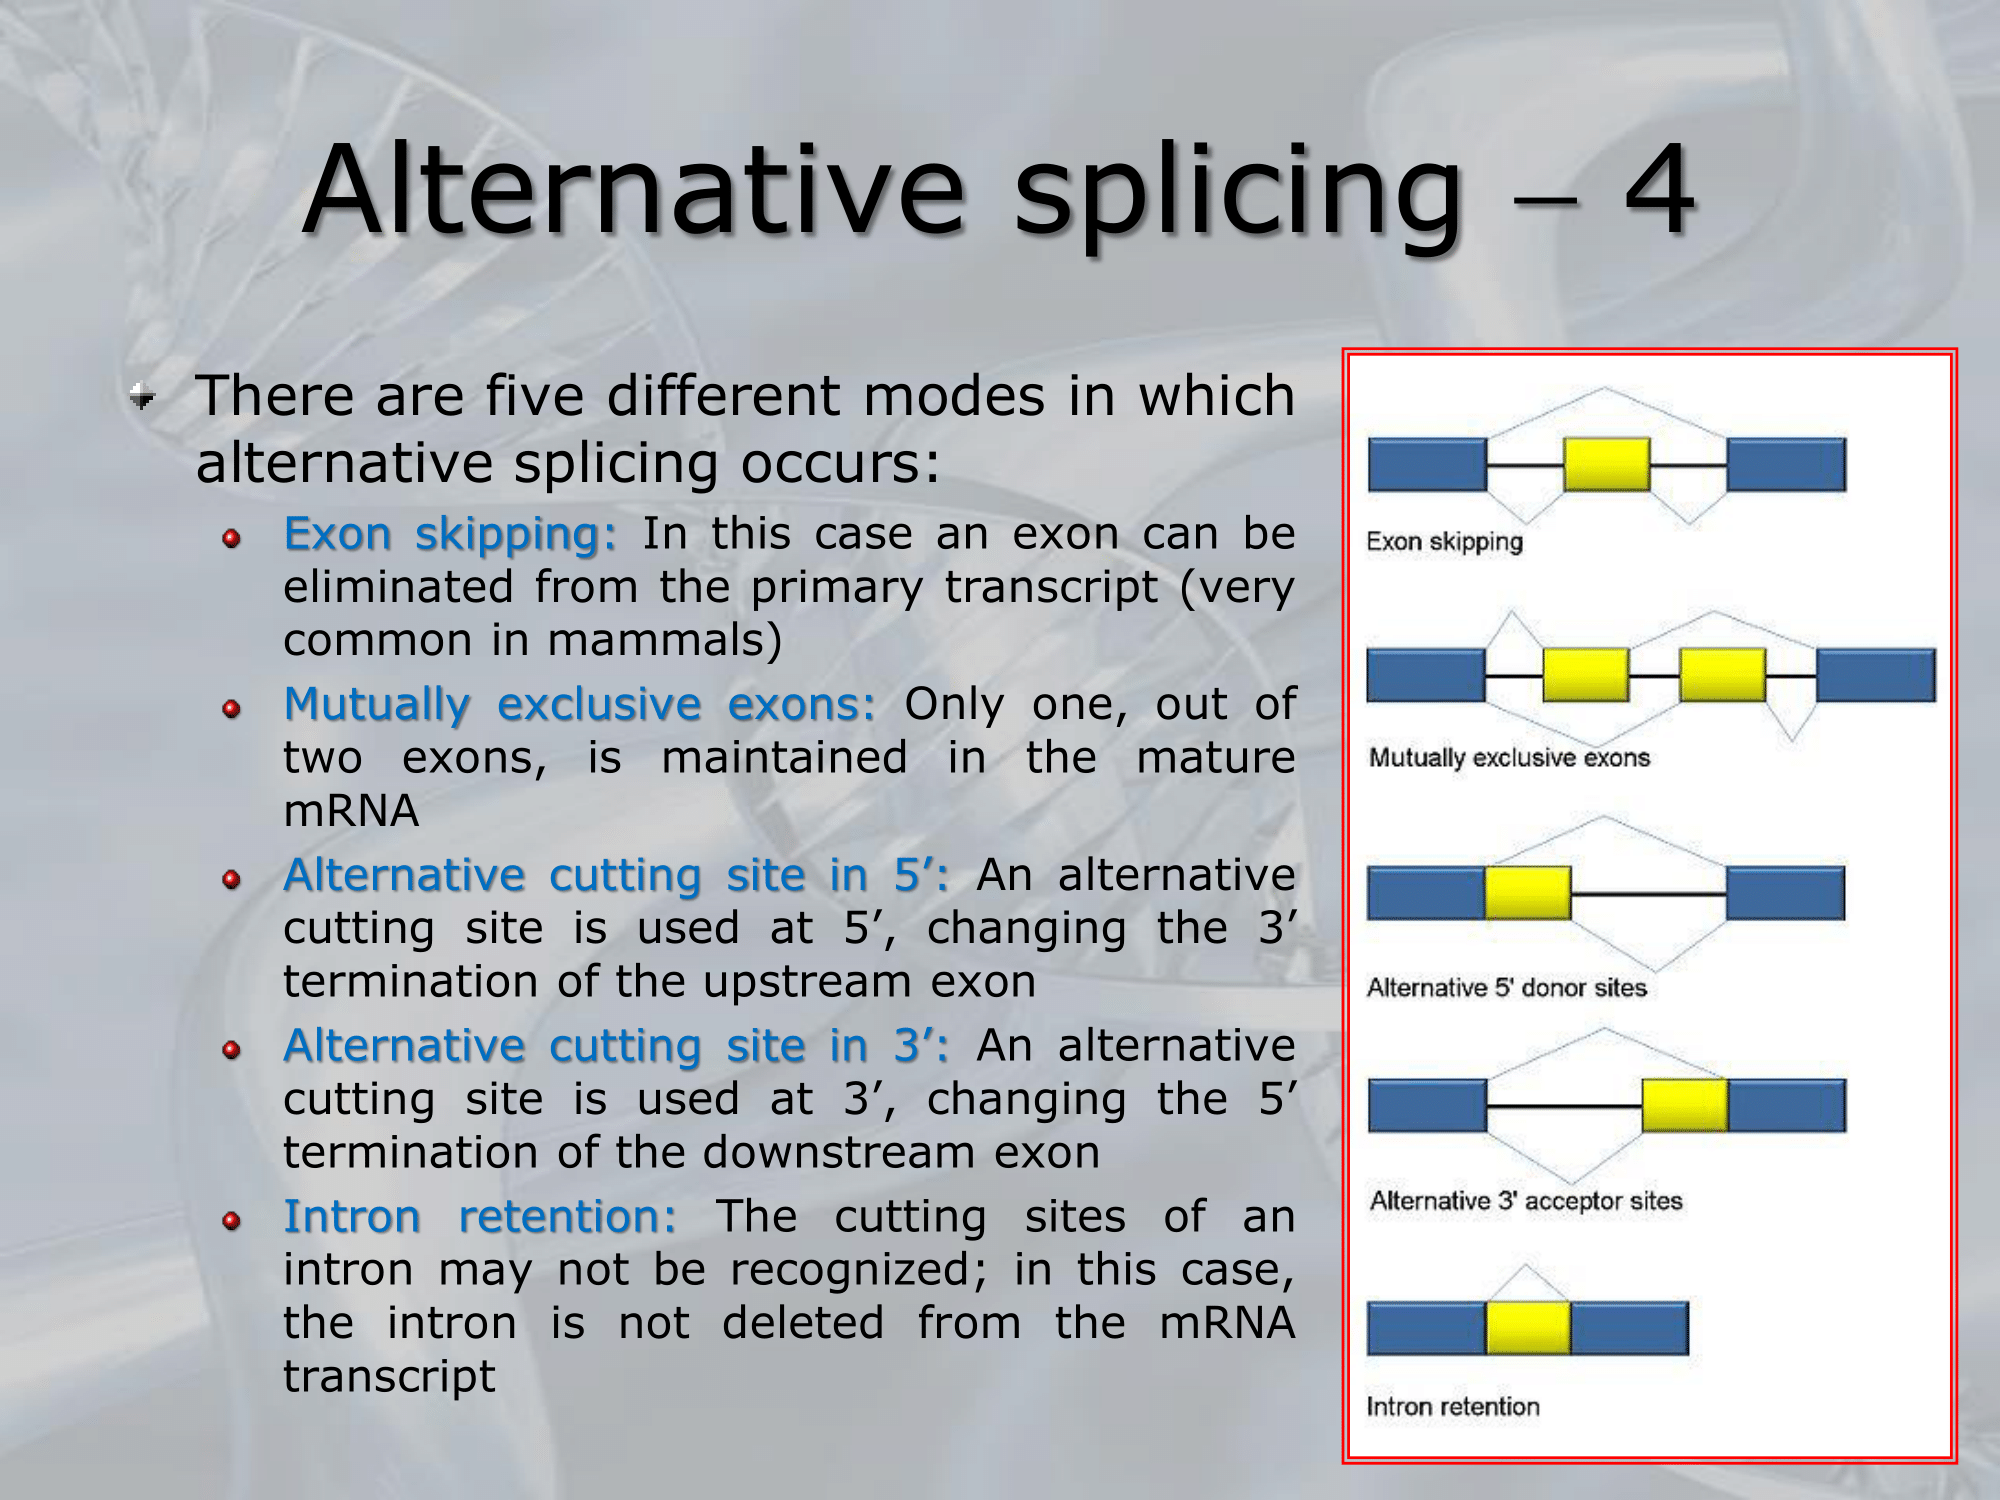 Alternative splicing – 4
There are five different modes in which
alternative splicing occurs:
Exon skipping: In this case an exon can be
eliminated from the primary transcript (very
common in mammals)
Mutually exclusive exons: Only one, out of
two exons, is maintained in the mature
mRNA
Alternative cutting site in 5’: An alternative
cutting site is used at 5’, changing the 3’
termination of the upstream exon
Alternative cutting site in 3’: An alternative
cutting site is used at 3’, changing the 5’
termination of the downstream exon
Intron retention: The cutting sites of an
intron may not be recognized; in this case,
the intron is not deleted from the mRNA
transcript
Exon skipping
Mutually exclusive exons
Alternative 5' donor sites
Alternative 3' acceptor sites
Intron retention